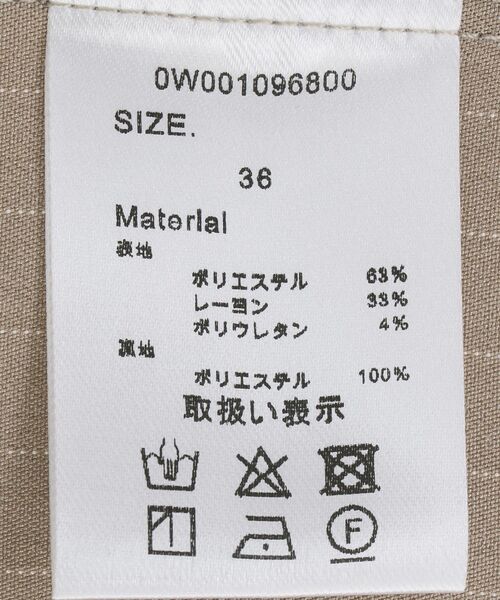 0W001096800
SIZE.
36
Material
表地
ポリエステル 63%
レーヨン 33%
ポリウレタン 4%
裏地
ポリエステル 100%
取扱い表示
F